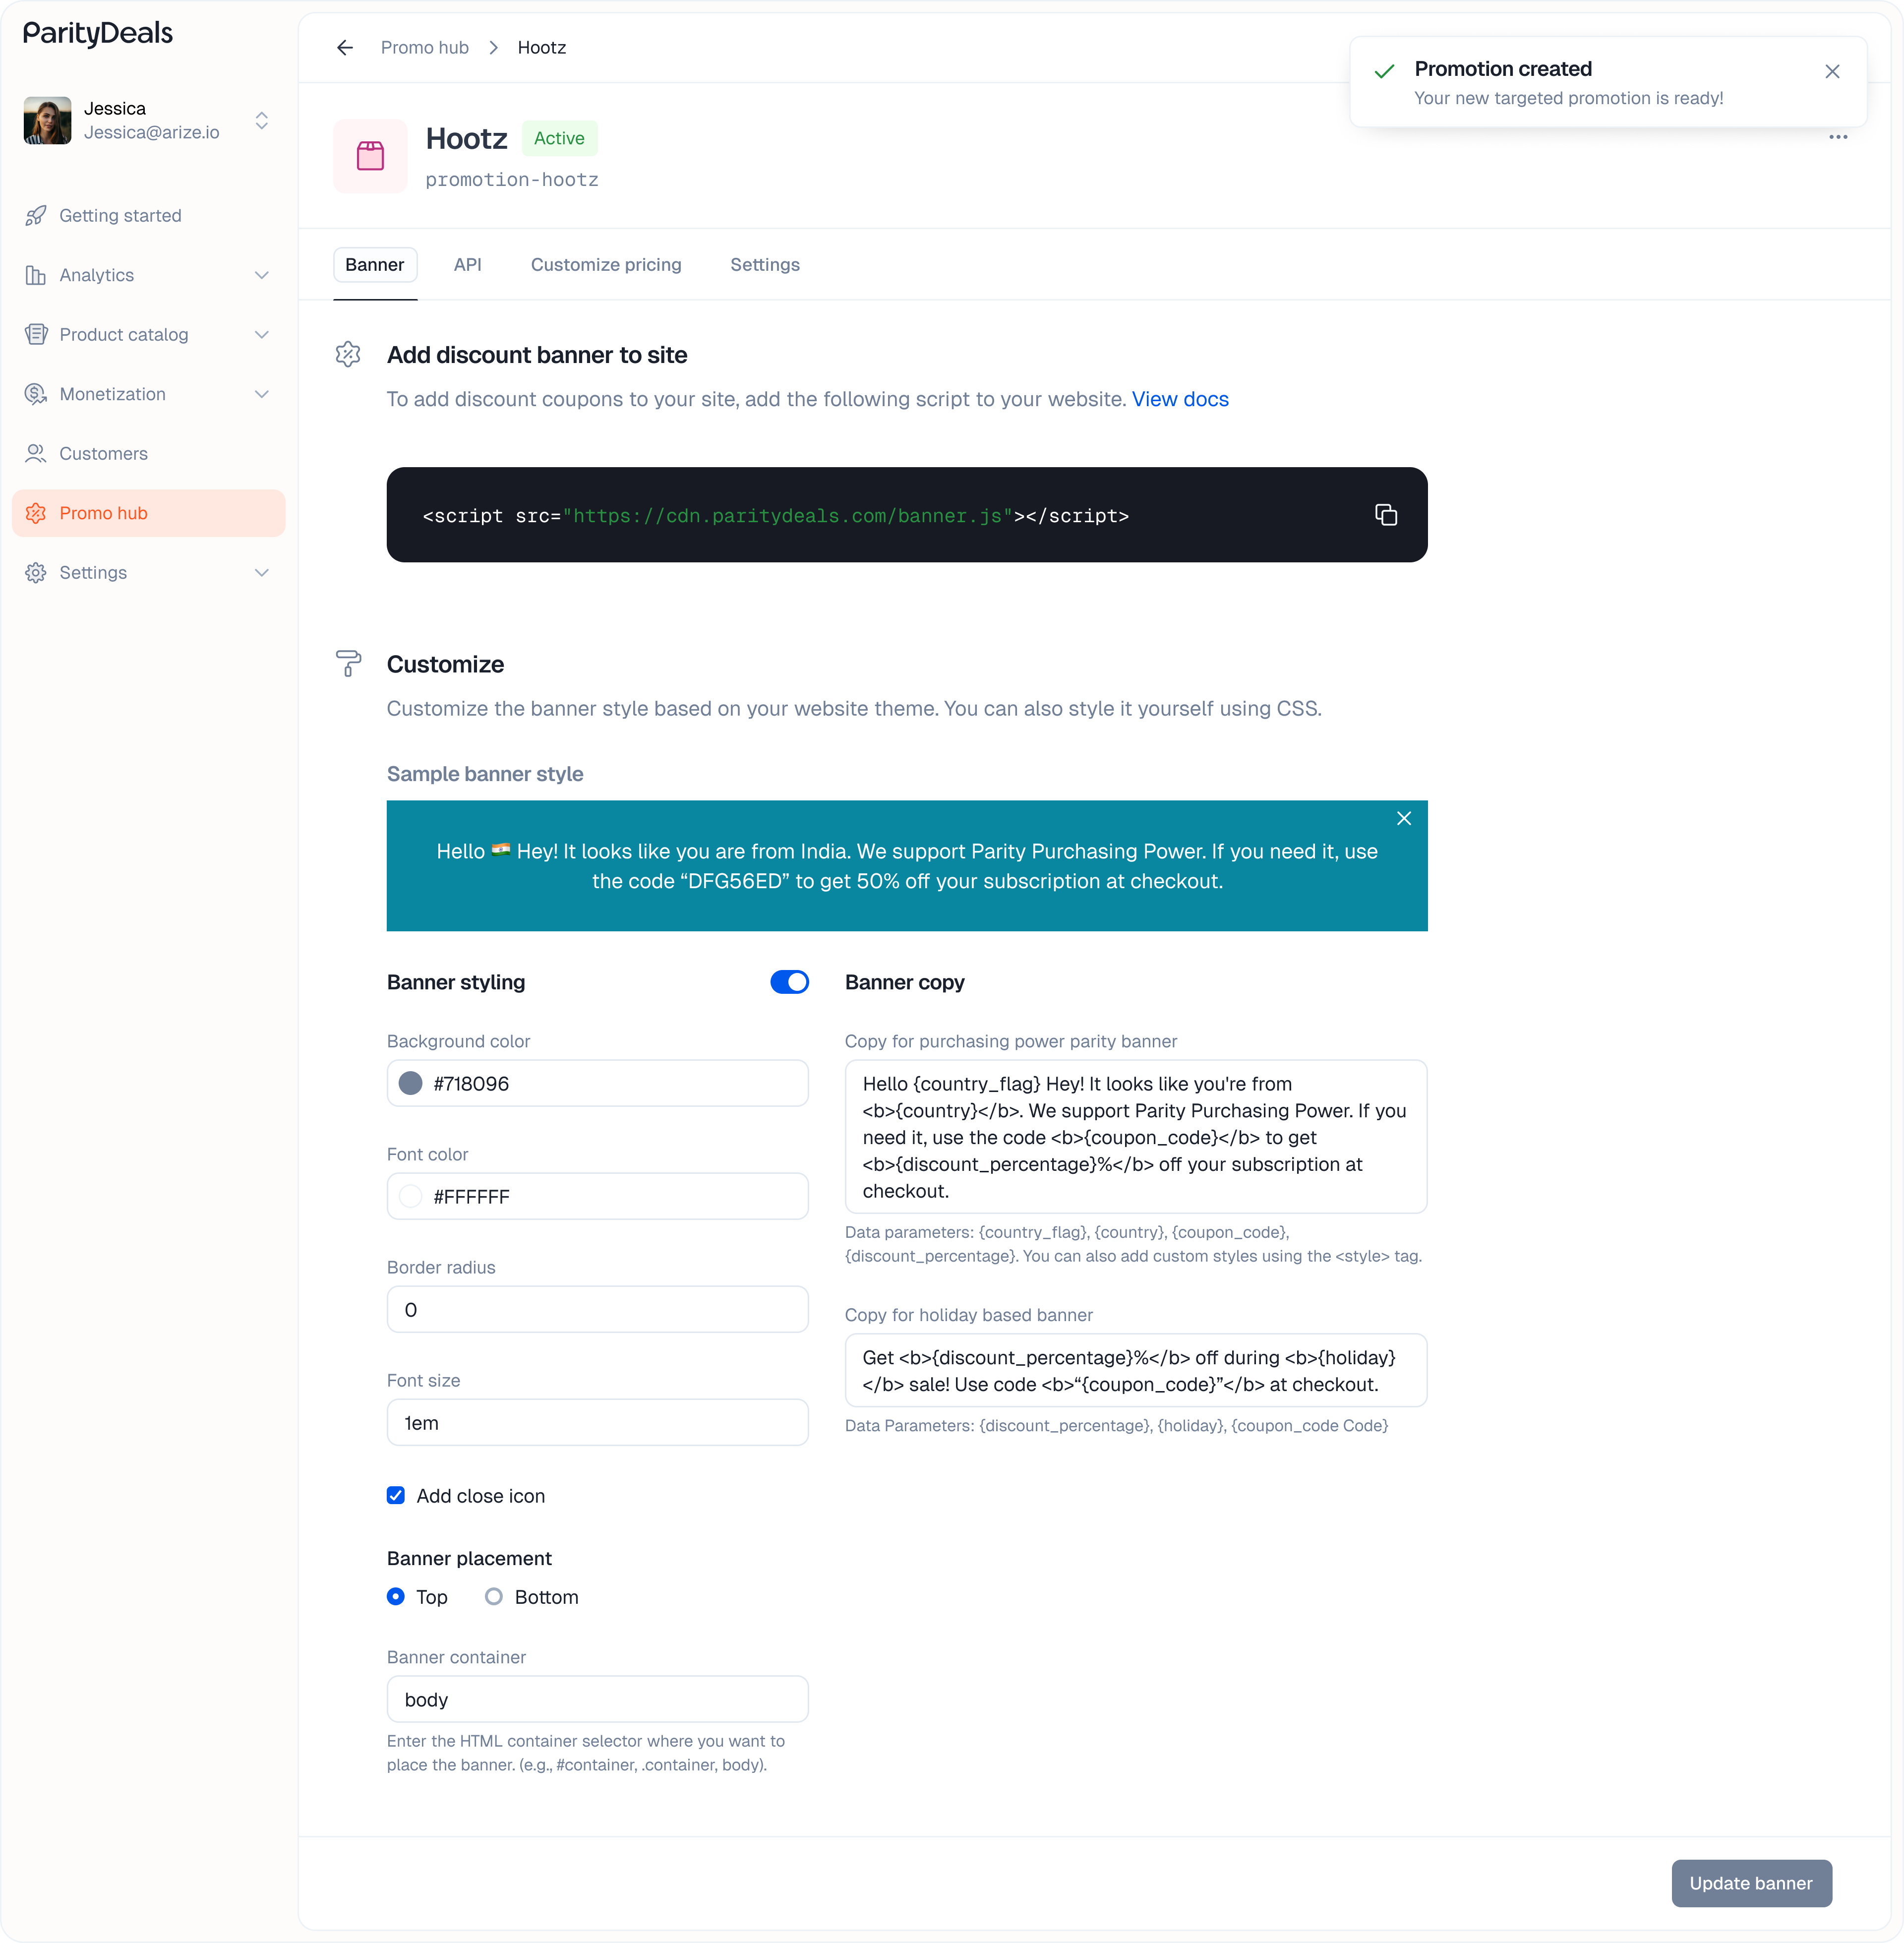 ParityDeals
Jessica
Jessica@arize.io
Getting started
Analytics
Product catalog
Monetization
Customers
Promo hub
Settings
Promo hub
Hootz
Promotion created
Your new targeted promotion is ready!
Hootz
Active
promotion-hootz
Banner
API
Customize pricing
Settings
Add discount banner to site
To add discount coupons to your site, add the following script to your website. View docs
<script src="https://cdn.paritydeals.com/banner.js"></script>
Customize
Customize the banner style based on your website theme. You can also style it yourself using CSS.
Sample banner style
Hello 🇮🇳 Hey! It looks like you are from India. We support Parity Purchasing Power. If you need it, use
the code “DFG56ED” to get 50% off your subscription at checkout.
Banner styling
Background color
#718096
Font color
#FFFFFF
Border radius
0
Font size
1em
Add close icon
Banner placement
Top
Bottom
Banner container
body
Enter the HTML container selector where you want to
place the banner. (e.g., #container, .container, body).
Banner copy
Copy for purchasing power parity banner
Hello {country_flag} Hey! It looks like you're from
<b>{country}</b>. We support Parity Purchasing Power. If you
need it, use the code <b>{coupon_code}</b> to get
<b>{discount_percentage}%</b> off your subscription at
checkout.
Data parameters: {country_flag}, {country}, {coupon_code},
{discount_percentage}. You can also add custom styles using the <style> tag.
Copy for holiday based banner
Get <b>{discount_percentage}%</b> off during <b>{holiday}
</b> sale! Use code <b>“{coupon_code}”</b> at checkout.
Data Parameters: {discount_percentage}, {holiday}, {coupon_code Code}
Update banner